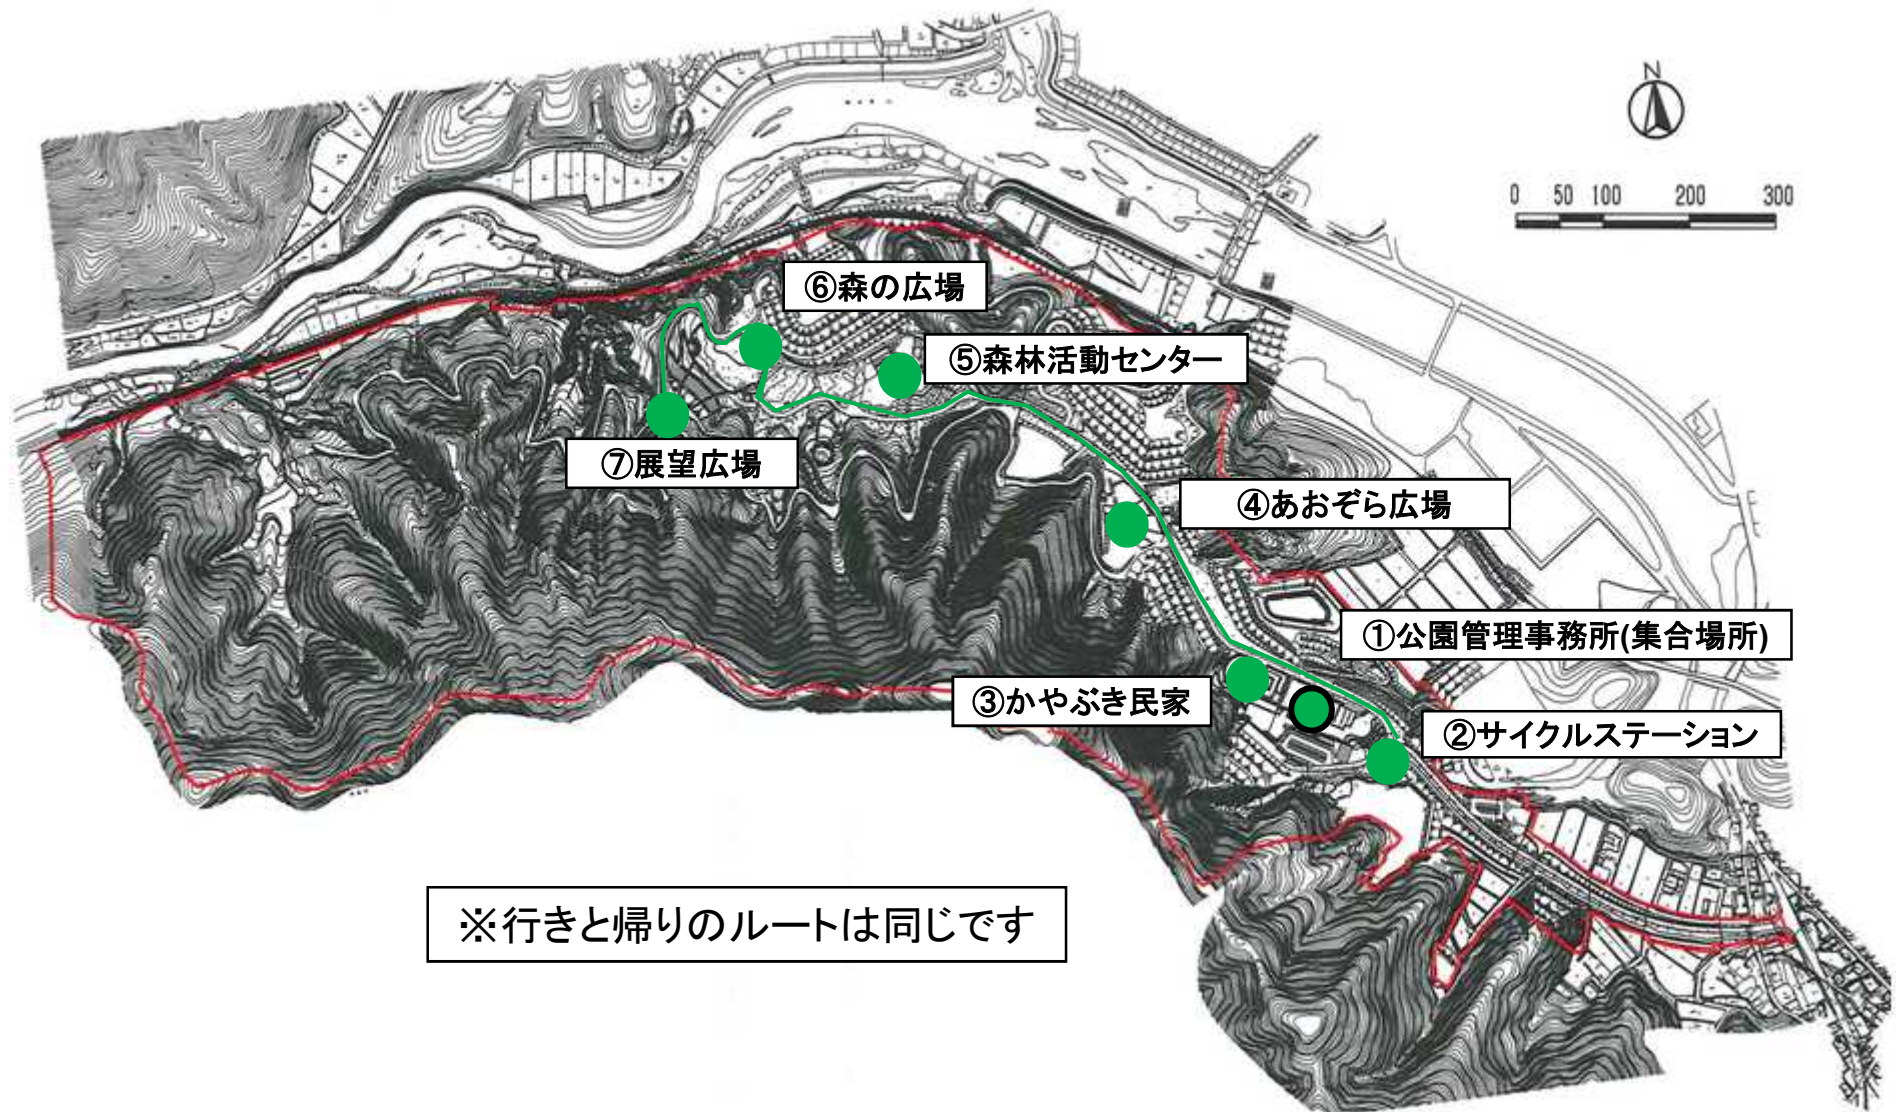 N
0 50 100 200 300
⑥森の広場
⑤森林活動センター
⑦展望広場
④あおぞら広場
①公園管理事務所(集合場所)
③かやぶき民家
②サイクルステーション
※行きと帰りのルートは同じです